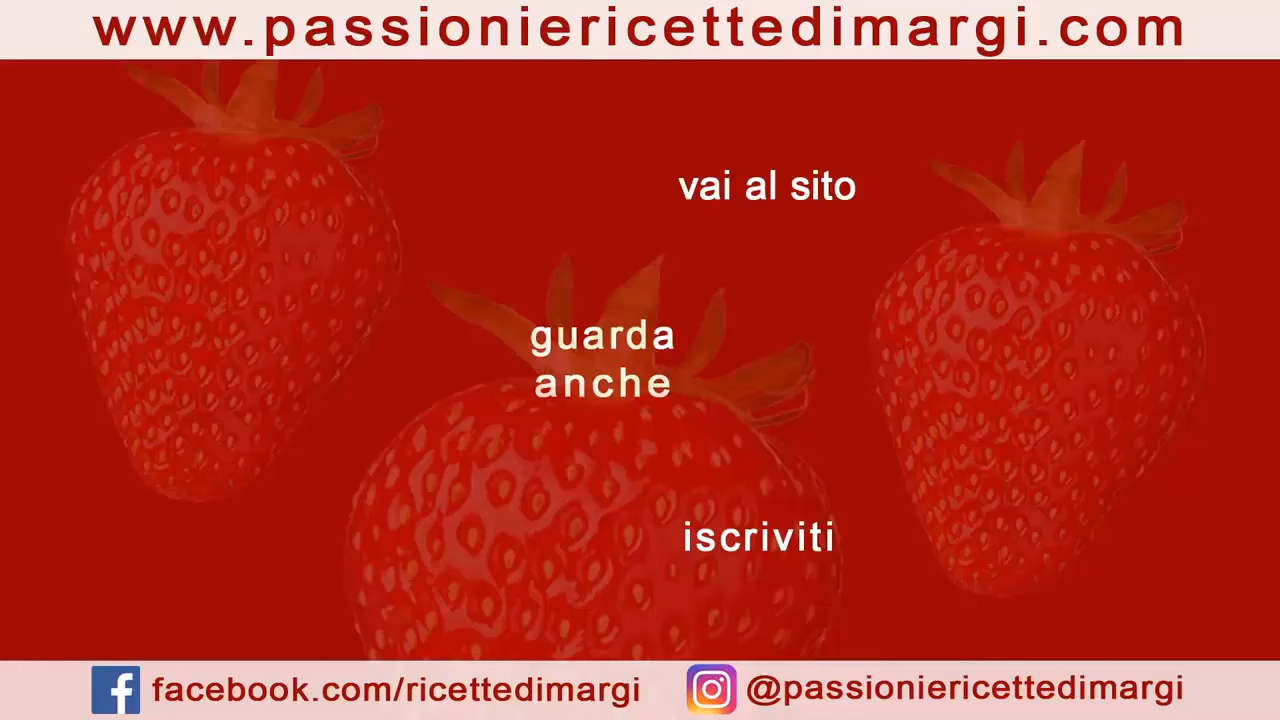 www.passioniericettedimargi.com
vai al sito
guarda
anche
iscriviti
facebook.com/ricettedimargi
@passioniericettedimargi